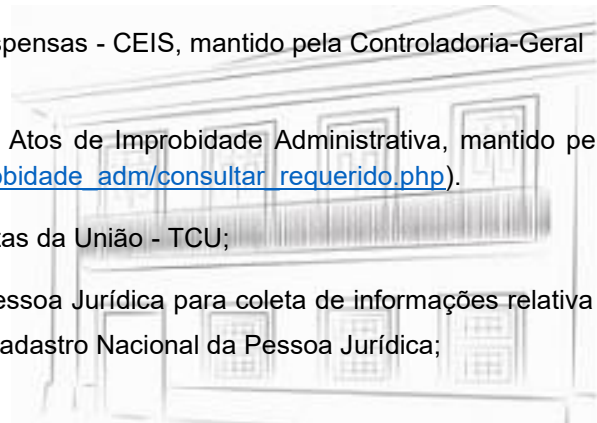 spensas - CEIS, mantido pela Controladoria-Geral
Atos de Improbidade Administrativa, mantido pe
obidade_adm/consultar_requerido.php).
tas da União - TCU;
essoa Jurídica para coleta de informações relativa
adastro Nacional da Pessoa Jurídica;